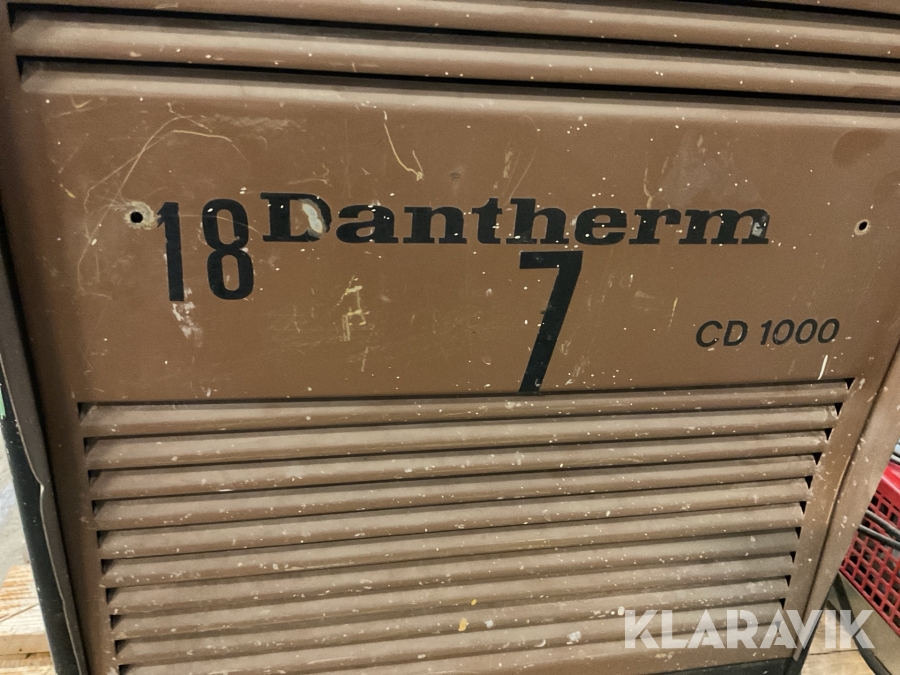 18 Dantherm
7
CD 1000
KLARAVIK